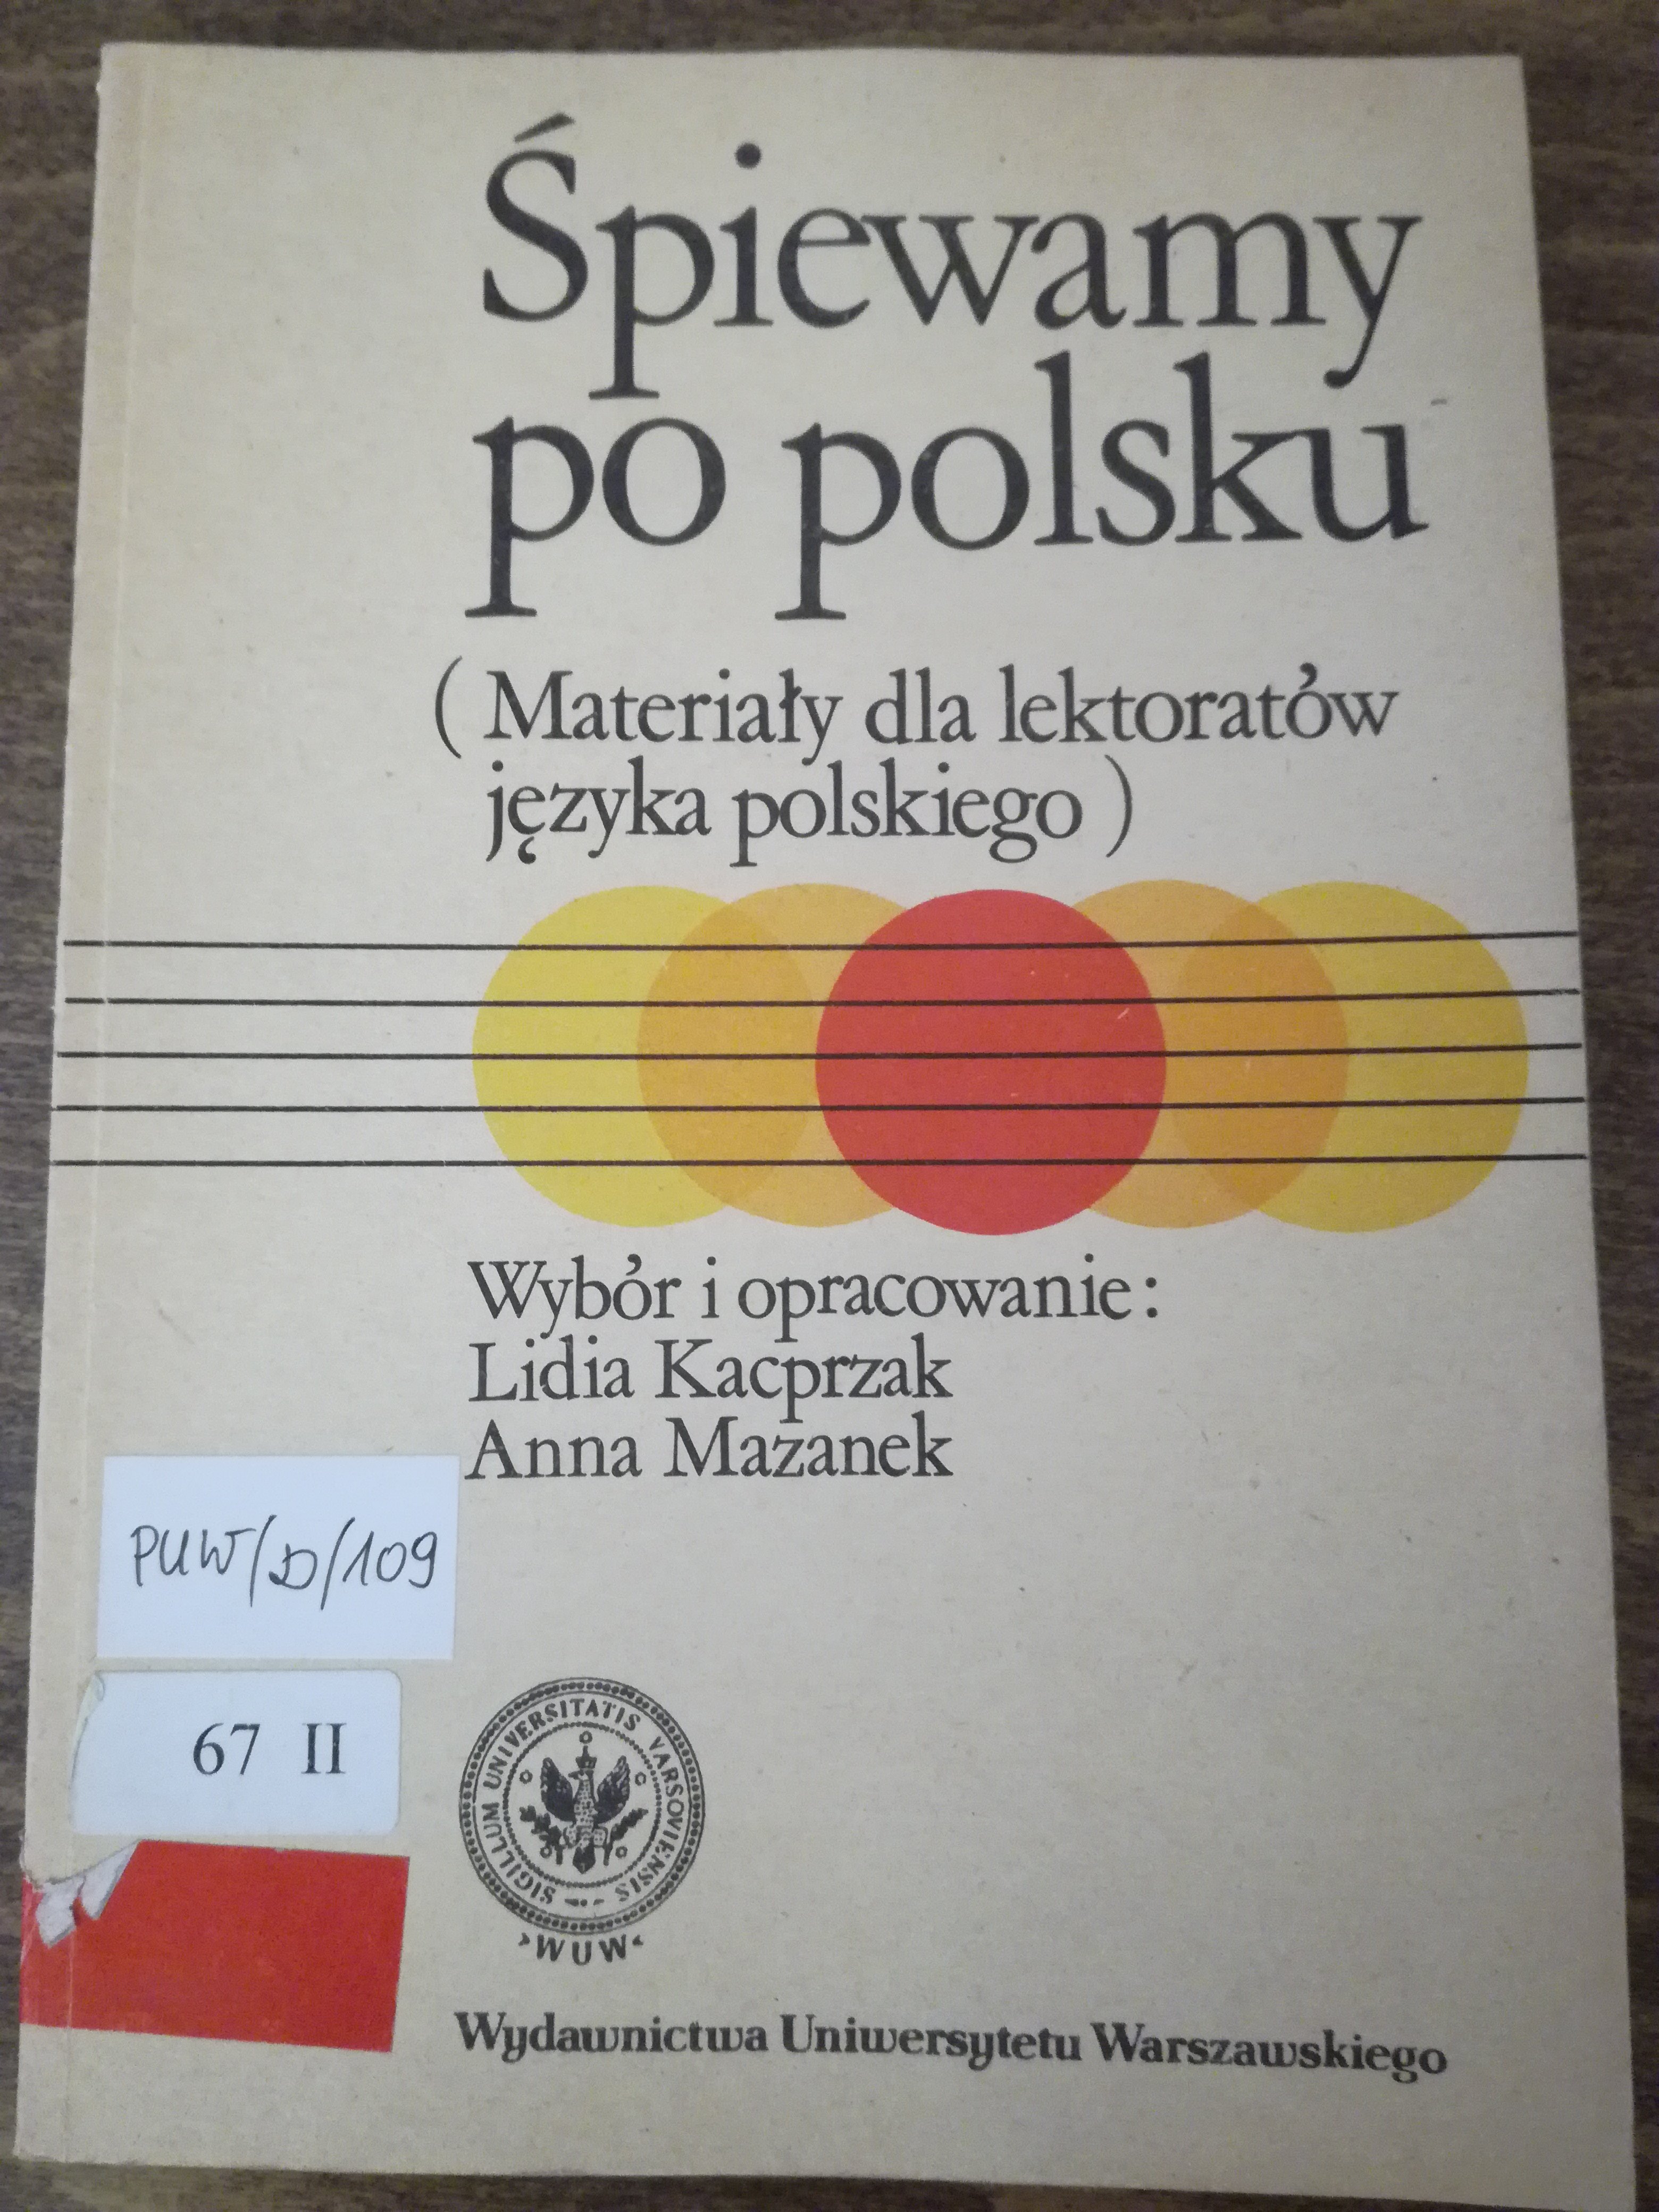 Śpiewamy
po polsku
(Materiały dla lektoratów
języka polskiego)
Wybór i opracowanie:
Lidia Kacprzak
Anna Mazanek
PUW/D/109
67 II
SIGILLUM UNIVERSITATIS VARSOVIENSIS
WUW
Wydawnictwa Uniwersytetu Warszawskiego